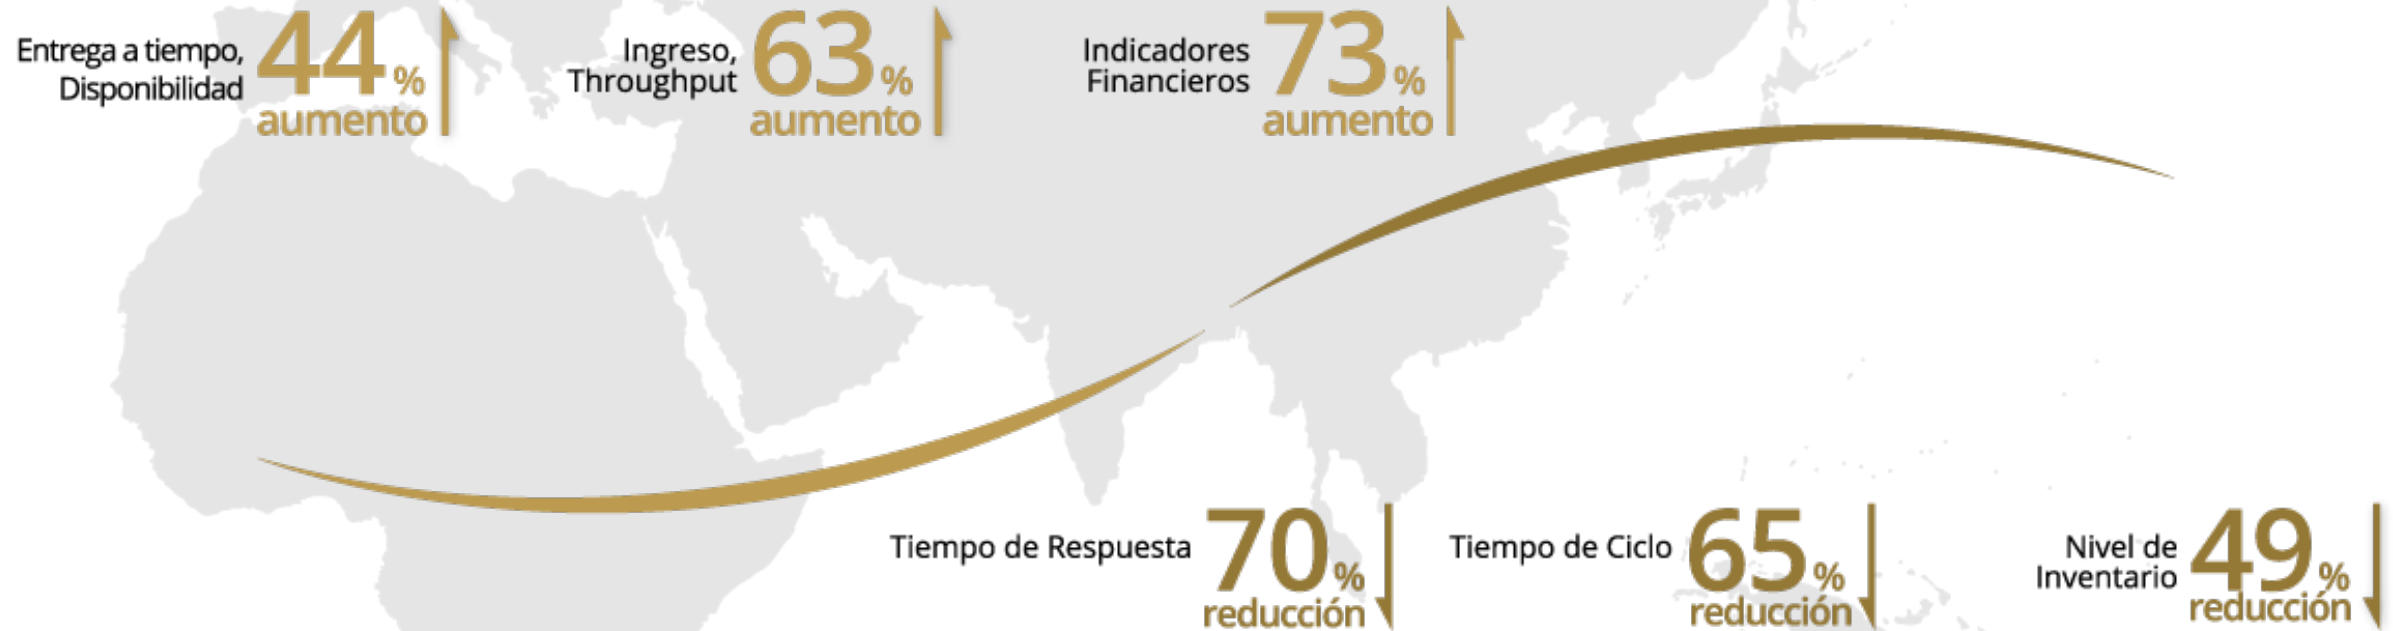 Entrega a tiempo,
Disponibilidad
44%
aumento
Ingreso,
Throughput
63%
aumento
Indicadores
Financieros
73%
aumento
Tiempo de Respuesta
70%
reducción
Tiempo de Ciclo
65%
reducción
Nivel de
Inventario
49%
reducción